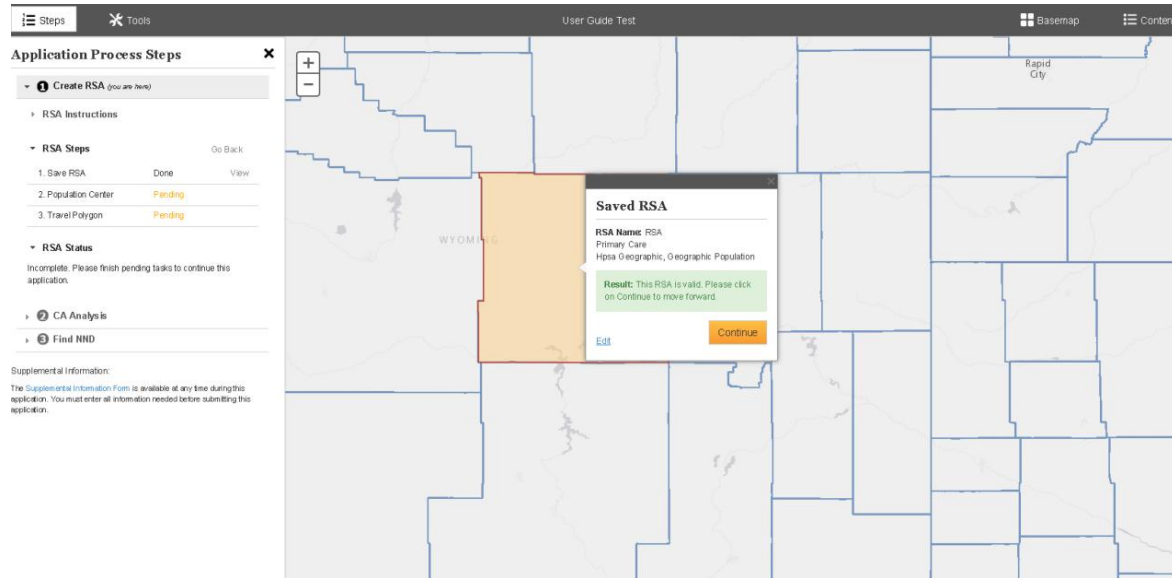 Steps
Tools
User Guide Test
Basemap
Conten
Application Process Steps
1 Create RSA (you are here)
RSA Instructions
RSA Steps Go Back
1. Save RSA Done View
2. Population Center Pending
3. Travel Polygon Pending
RSA Status
Incomplete. Please finish pending tasks to continue this
application.
2 CA Analysis
3 Find NND
Supplemental Information:
The Supplemental Information Form is available at any time during this
application. You must enter all information needed before submitting this
application.
+
−
Rapid
City
WYOMING
Saved RSA
RSA Name: RSA
Primary Care
Hpsa Geographic, Geographic Population
Result: This RSA is valid. Please click
on Continue to move forward.
Edit
Continue